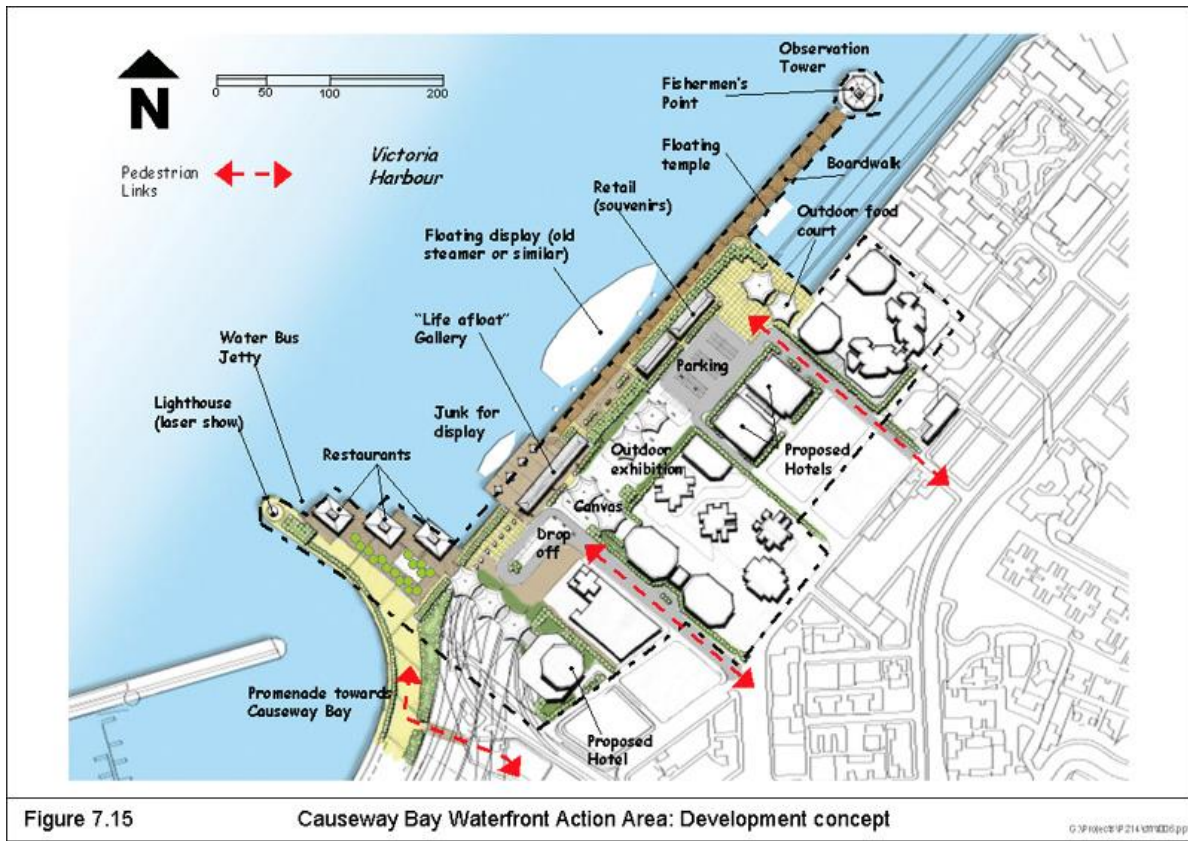 Observation
Tower
Fishermen's
Point
0 50 100 200
N
Floating
temple
Boardwalk
Pedestrian
Links
Victoria
Harbour
Retail
(souvenirs)
Outdoor food
court
Floating display (old
steamer or similar)
"Life afloat"
Gallery
Water Bus
Jetty
Parking
Lighthouse
(laser show)
Junk for
display
Restaurants
Outdoor
exhibition
Proposed
Hotels
Canvas
Drop
off
Promenade towards
Causeway Bay
Proposed
Hotel
Figure 7.15
Causeway Bay Waterfront Action Area: Development concept